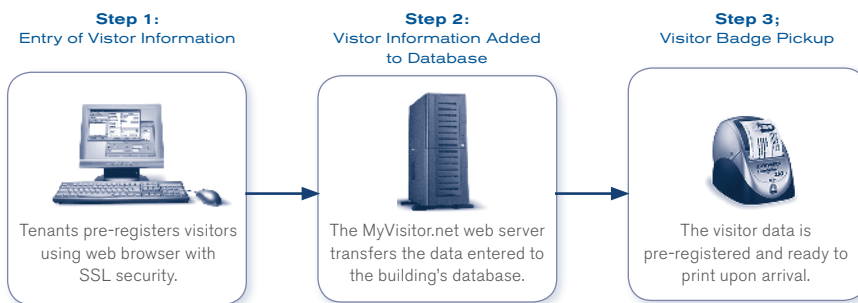 Step 1:
Entry of Vistor Information
Tenants pre-registers visitors
using web browser with
SSL security.
Step 2:
Vistor Information Added
to Database
The MyVisitor.net web server
transfers the data entered to
the building's database.
Step 3;
Visitor Badge Pickup
The visitor data is
pre-registered and ready to
print upon arrival.